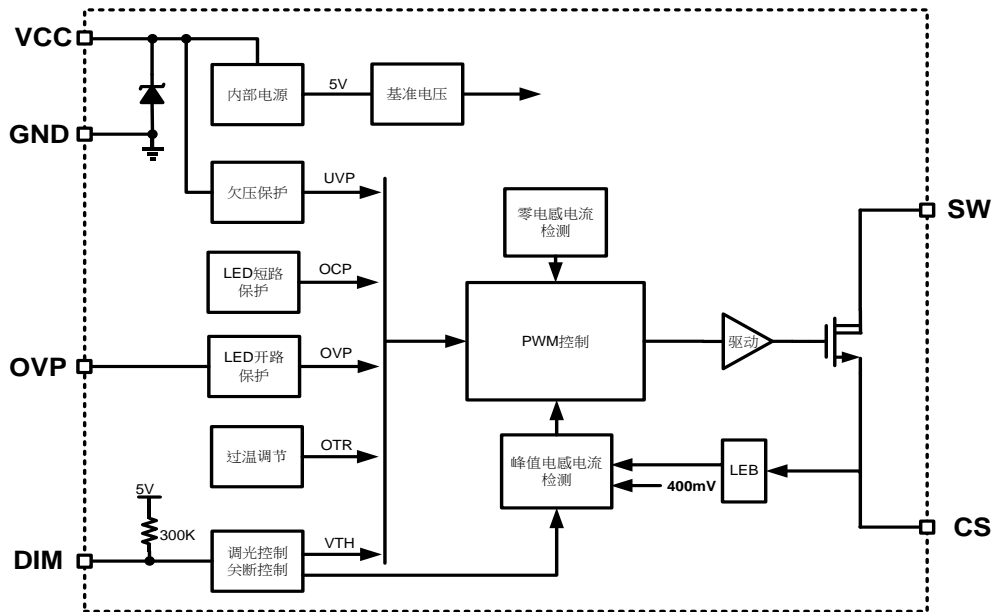 VCC
内部电源
5V
基准电压
GND
欠压保护
UVP
零电感电流
检测
SW
LED短路
保护
OCP
PWM控制
驱动
OVP
LED开路
保护
OVP
过温调节
OTR
峰值电感电流
检测
400mV
LEB
5V
300K
DIM
调光控制
关断控制
VTH
CS